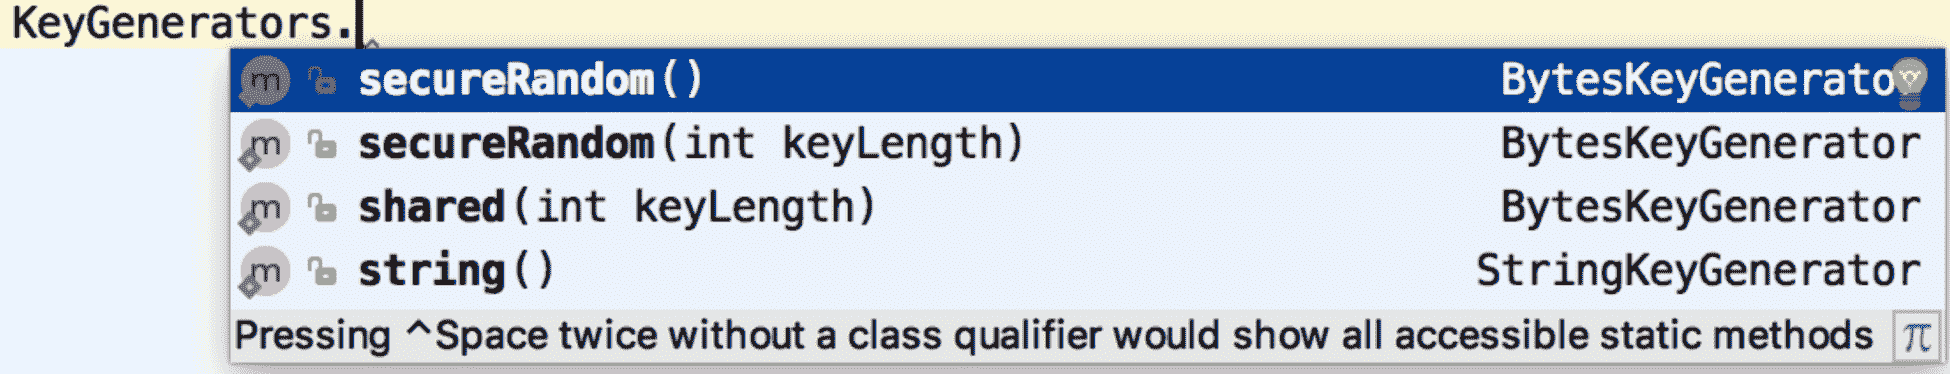 KeyGenerators.
secureRandom() BytesKeyGenerator
secureRandom(int keyLength) BytesKeyGenerator
shared(int keyLength) BytesKeyGenerator
string() StringKeyGenerator
Pressing ^Space twice without a class qualifier would show all accessible static methods π